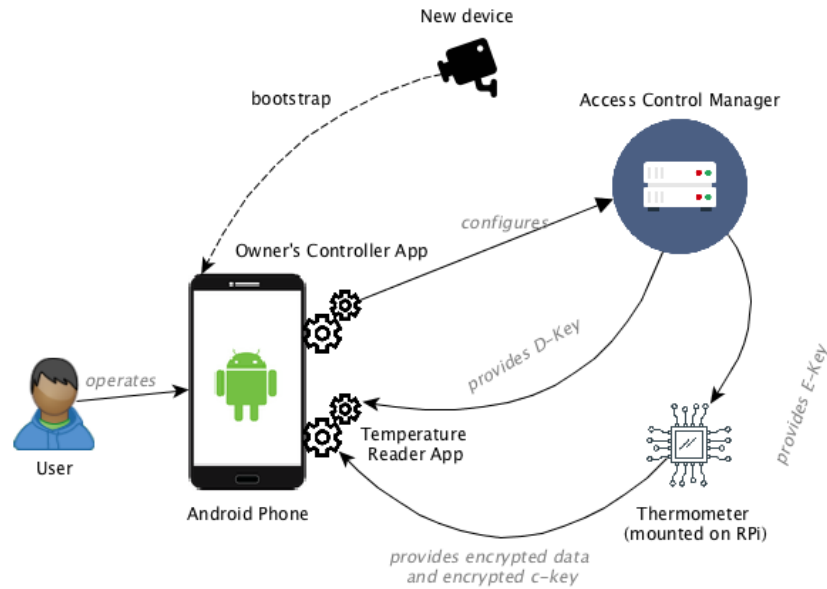 New device
bootstrap
Access Control Manager
configures
Owner's Controller App
provides D-Key
provides E-Key
operates
User
Temperature
Reader App
Android Phone
Thermometer
(mounted on RPi)
provides encrypted data
and encrypted c-key